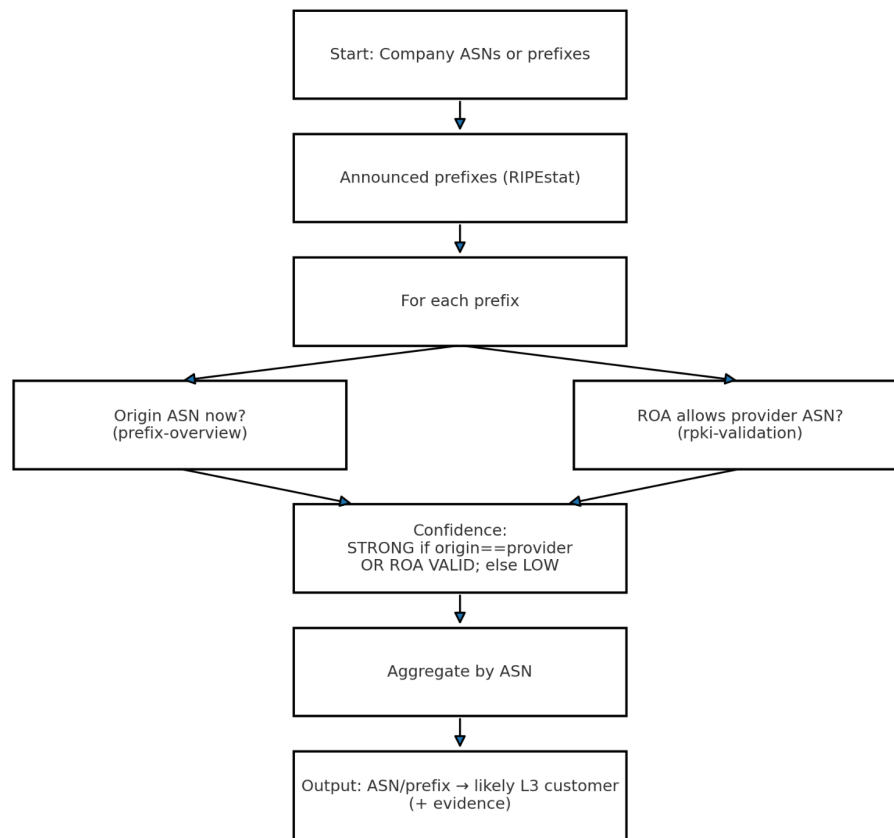 Start: Company ASNs or prefixes
Announced prefixes (RIPEstat)
For each prefix
Origin ASN now?
(prefix-overview)
ROA allows provider ASN?
(rpki-validation)
Confidence:
STRONG if origin==provider
OR ROA VALID; else LOW
Aggregate by ASN
Output: ASN/prefix → likely L3 customer
(+ evidence)